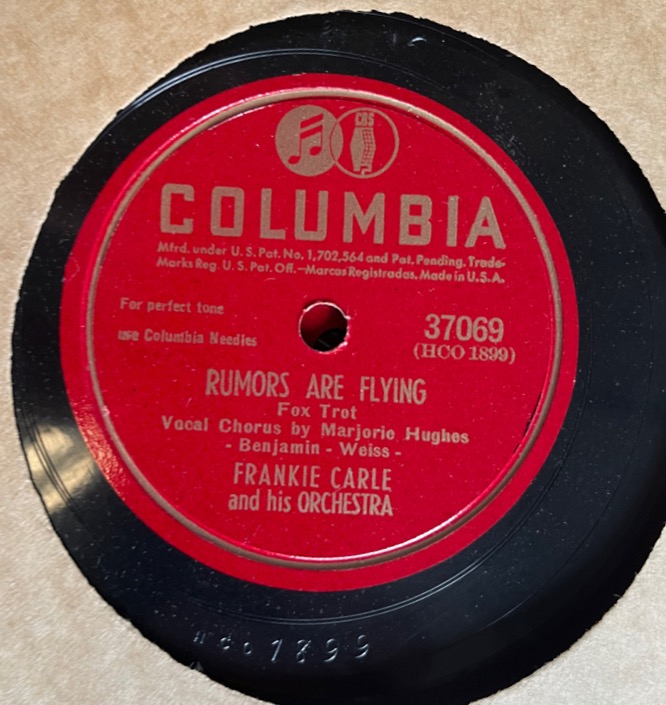 CBS
COLUMBIA
Mfrd. under U. S. Pat. No. 1,702,564 and Pat. Pending. Trade-
Marks Reg. U. S. Pat. Off.—Marcas Registradas. Made in U.S.A.
For perfect tone
use Columbia Needles
37069
(HCO 1899)
RUMORS ARE FLYING
Fox Trot
Vocal Chorus by Marjorie Hughes
- Benjamin - Weiss -
FRANKIE CARLE
and his ORCHESTRA
1899